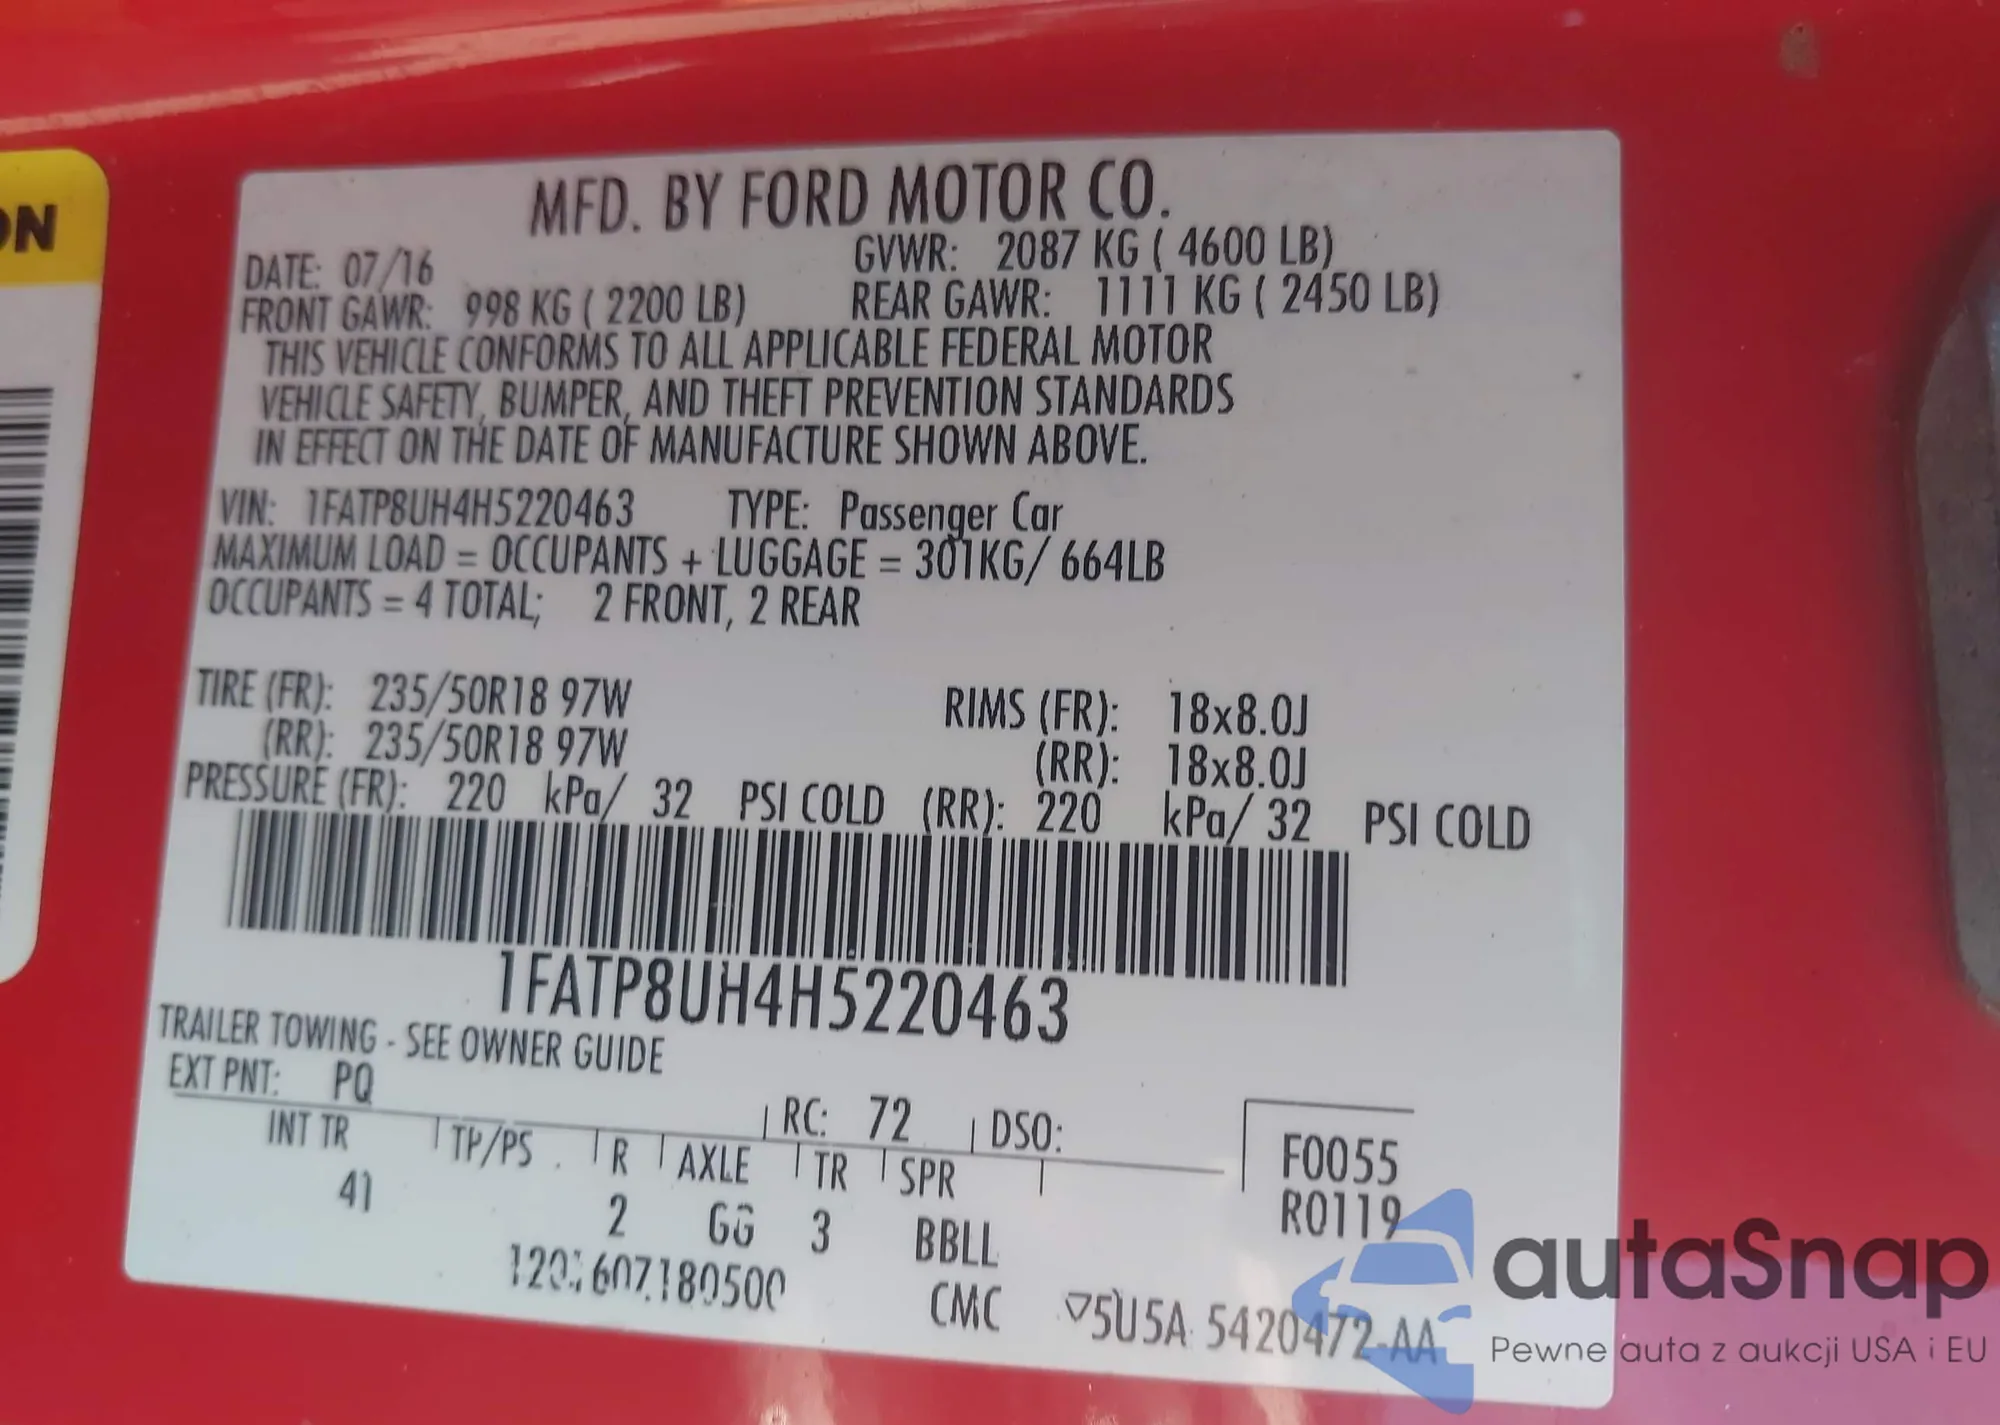 ON
MFD. BY FORD MOTOR CO.
DATE: 07/16 GVWR: 2087 KG ( 4600 LB)
FRONT GAWR: 998 KG ( 2200 LB) REAR GAWR: 1111 KG ( 2450 LB)
THIS VEHICLE CONFORMS TO ALL APPLICABLE FEDERAL MOTOR
VEHICLE SAFETY, BUMPER, AND THEFT PREVENTION STANDARDS
IN EFFECT ON THE DATE OF MANUFACTURE SHOWN ABOVE.
VIN: 1FATP8UH4H5220463 TYPE: Passenger Car
MAXIMUM LOAD = OCCUPANTS + LUGGAGE = 301KG/ 664LB
OCCUPANTS = 4 TOTAL; 2 FRONT, 2 REAR
TIRE (FR): 235/50R18 97W RIMS (FR): 18x8.0J
(RR): 235/50R18 97W (RR): 18x8.0J
PRESSURE (FR): 220 kPa/ 32 PSI COLD (RR): 220 kPa/ 32 PSI COLD
1FATP8UH4H5220463
TRAILER TOWING - SEE OWNER GUIDE
EXT PNT: PQ RC: 72 DSO:
INT TR TP/PS R AXLE TR SPR F0055
41 2 GG 3 BBLL R0119
CMC 5U5A 5420472-AA
autaSnap
Pewne auta z aukcji USA i EU